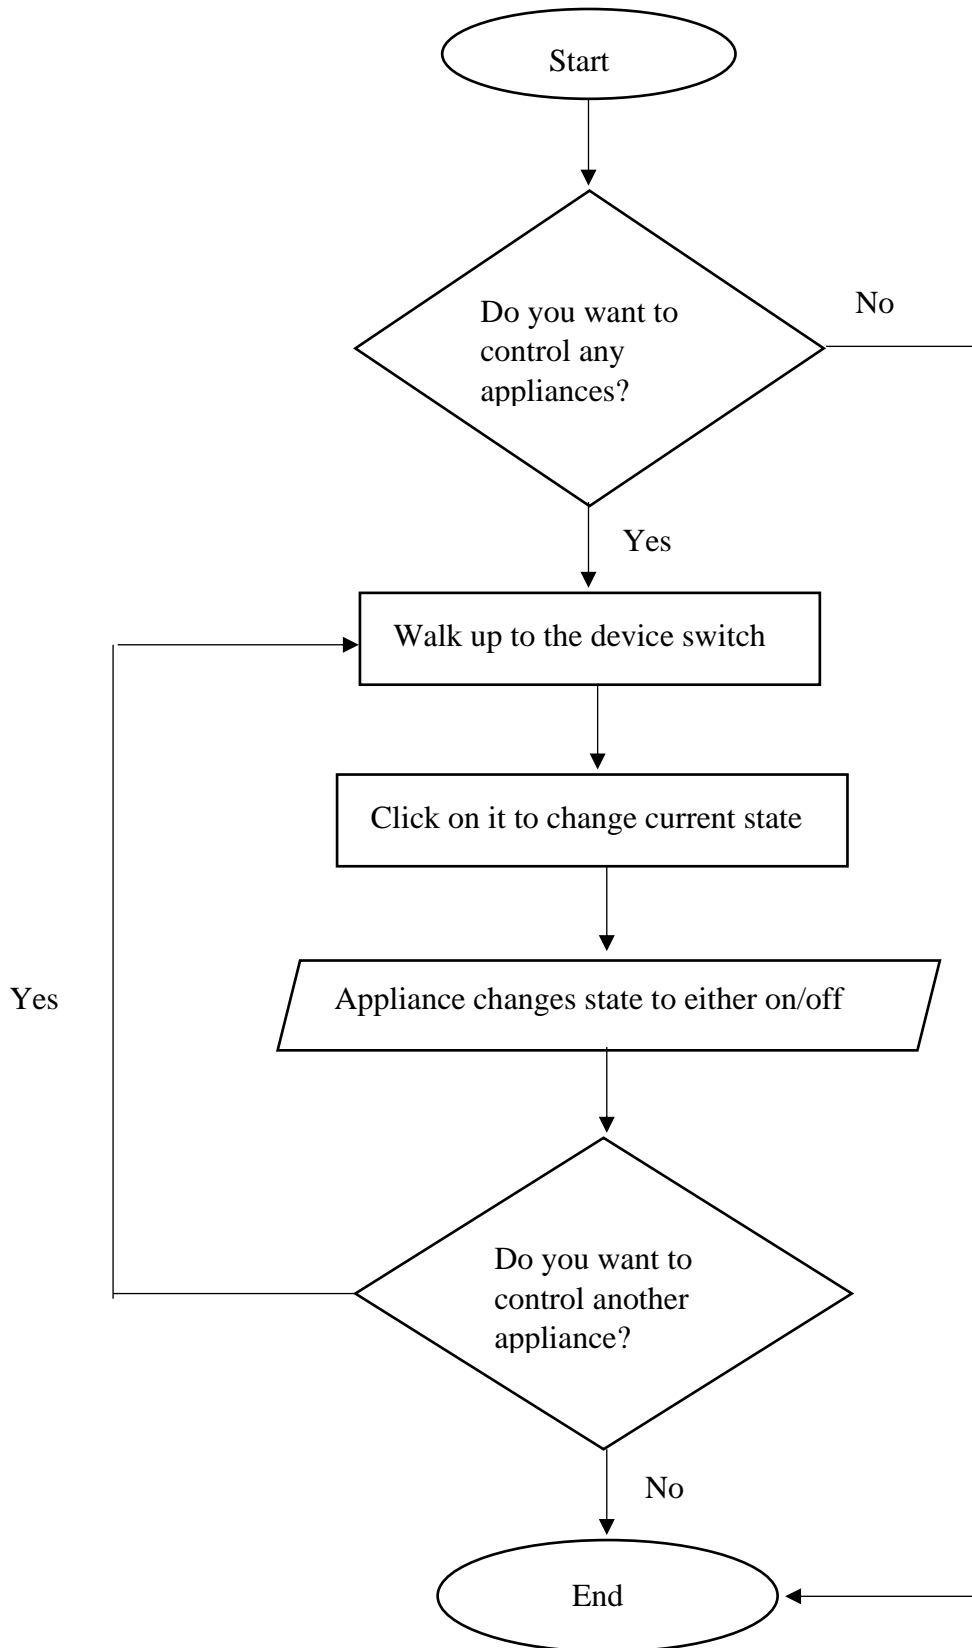 Start
Do you want to
control any
appliances?
No
Yes
Walk up to the device switch
Click on it to change current state
Appliance changes state to either on/off
Yes
Do you want to
control another
appliance?
No
End